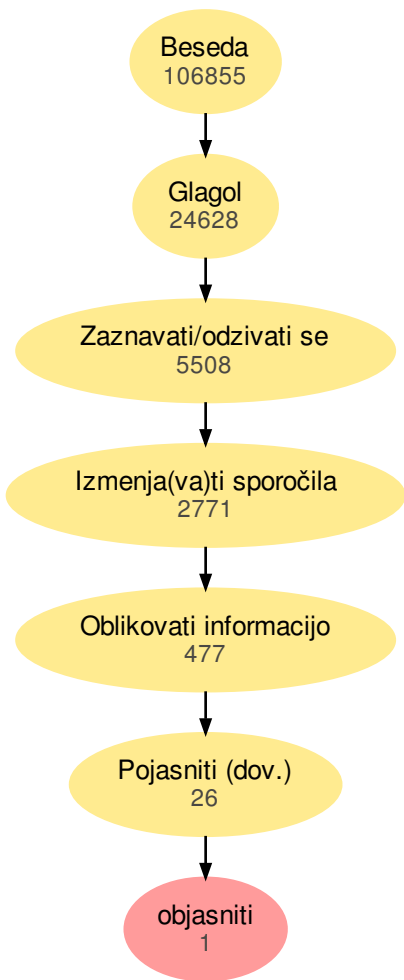 Beseda
106855
Glagol
24628
Zaznavati/odzivati se
5508
Izmenja(va)ti sporočila
2771
Oblikovati informacijo
477
Pojasniti (dov.)
26
objasniti
1